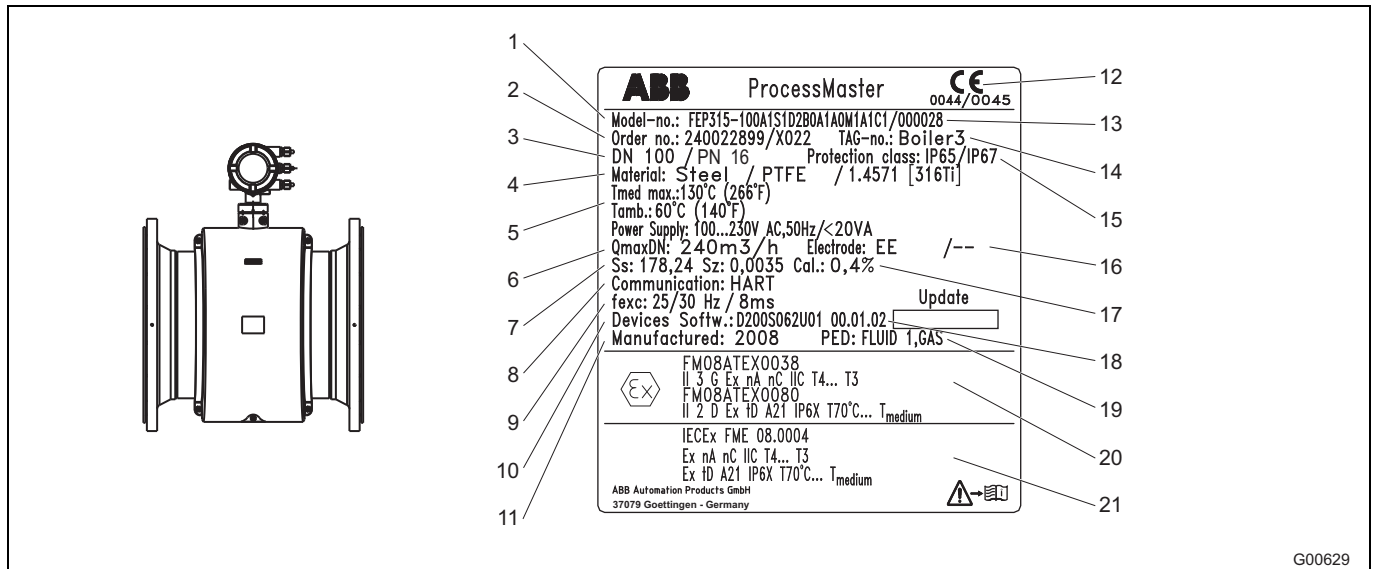 1
2
3
4
5
6
7
8
9
10
11
ABB ProcessMaster CE
0044/0045
Model-no.: FEP315-100A1S1D2B0A1A0M1A1C1/000028
Order no.: 240022899/X022 TAG-no.: Boiler3
DN 100 / PN 16 Protection class: IP65/IP67
Material: Steel / PTFE / 1.4571 [316Ti]
Tmed max.:130°C (266°F)
Tamb.: 60°C (140°F)
Power Supply: 100...230V AC,50Hz/<20VA
QmaxDN: 240m3/h Electrode: EE /--
Ss: 178,24 Sz: 0,0035 Cal.: 0,4%
Communication: HART
fexc: 25/30 Hz / 8ms Update
Devices Softw.: D200S062U01 00.01.02
Manufactured: 2008 PED: FLUID 1,GAS
Ex
FM08ATEX0038
II 3 G Ex nA nC IIC T4... T3
FM08ATEX0080
II 2 D Ex tD A21 IP6X T70°C... Tmedium
IECEx FME 08.0004
Ex nA nC IIC T4... T3
Ex tD A21 IP6X T70°C... Tmedium
ABB Automation Products GmbH
37079 Goettingen - Germany
i
12
13
14
15
16
17
18
19
20
21
G00629